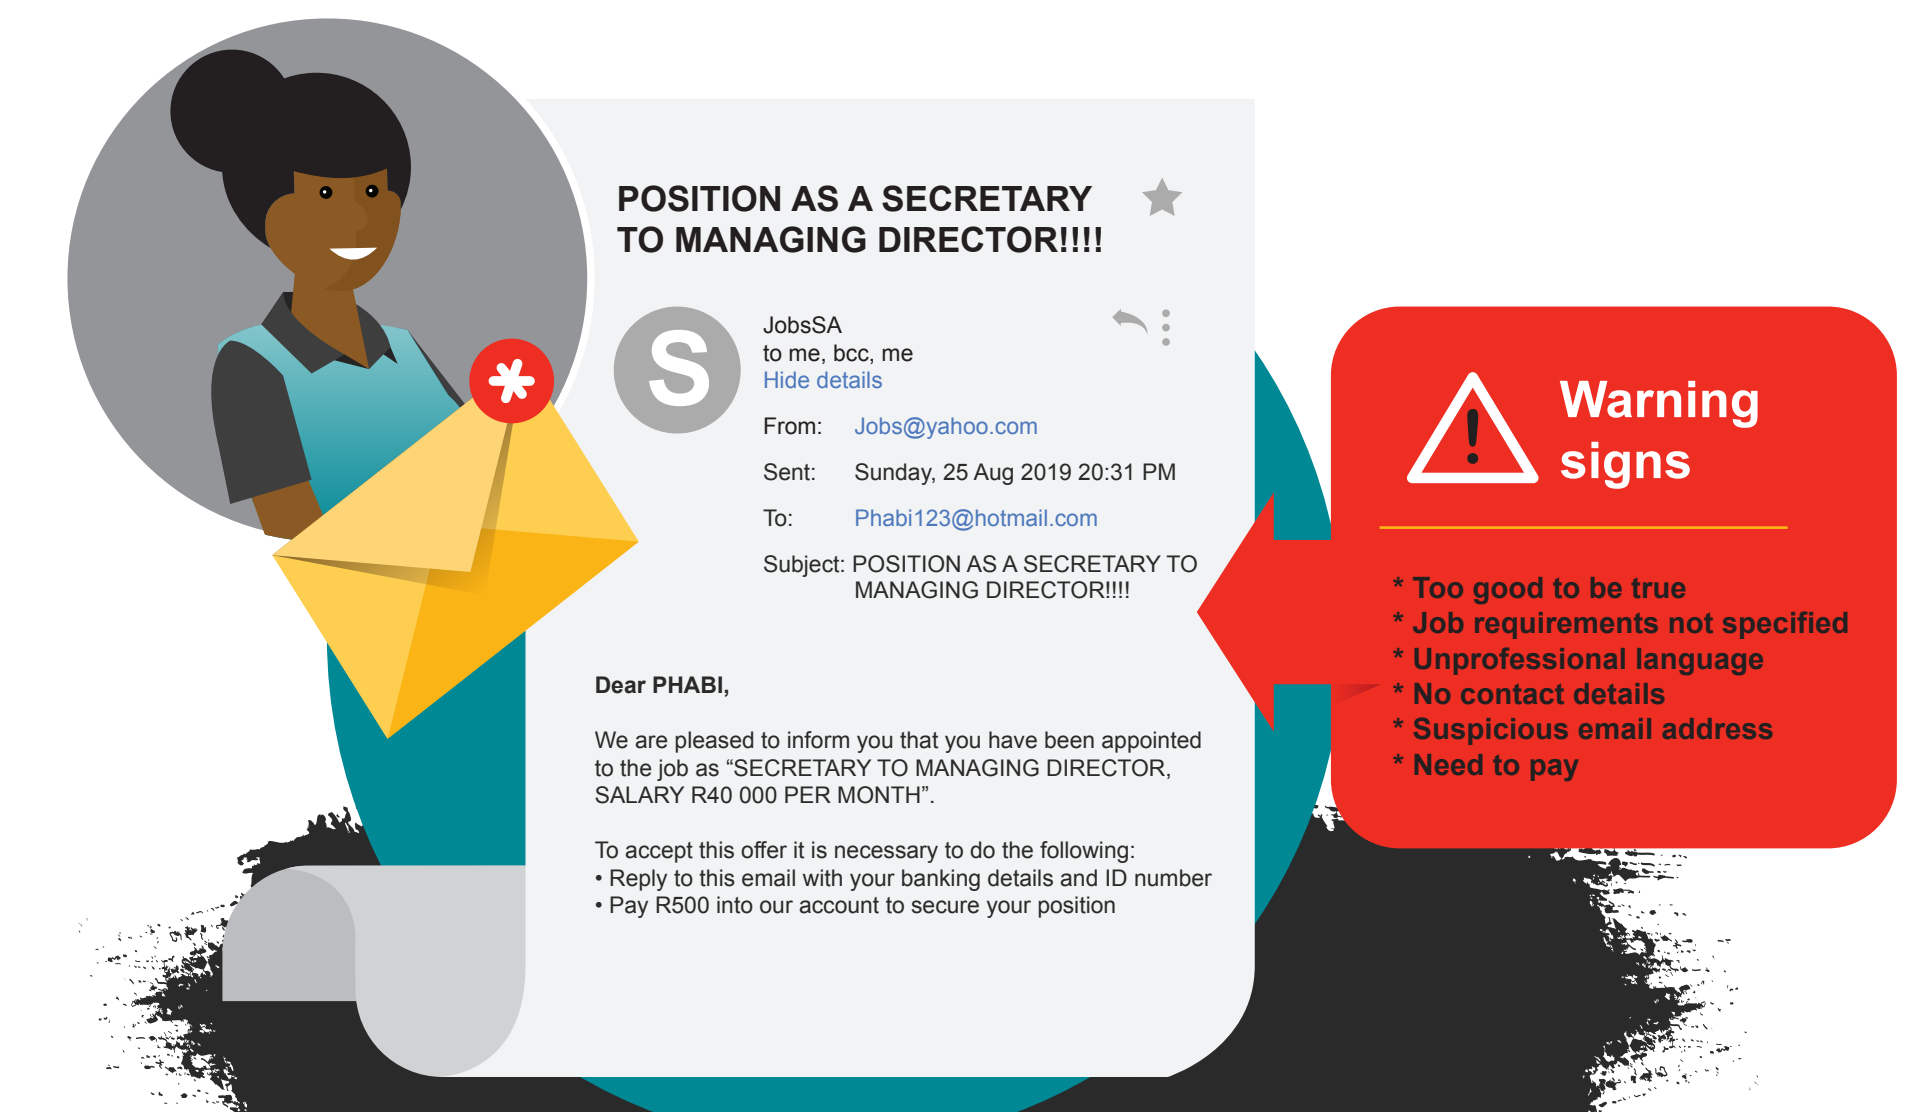 POSITION AS A SECRETARY
TO MANAGING DIRECTOR!!!!
S
JobsSA
to me, bcc, me
Hide details
From: Jobs@yahoo.com
Sent: Sunday, 25 Aug 2019 20:31 PM
To: Phabi123@hotmail.com
Subject: POSITION AS A SECRETARY TO
MANAGING DIRECTOR!!!!
Dear PHABI,
We are pleased to inform you that you have been appointed
to the job as “SECRETARY TO MANAGING DIRECTOR,
SALARY R40 000 PER MONTH”.
To accept this offer it is necessary to do the following:
• Reply to this email with your banking details and ID number
• Pay R500 into our account to secure your position
Warning
signs
* Too good to be true
* Job requirements not specified
* Unprofessional language
* No contact details
* Suspicious email address
* Need to pay